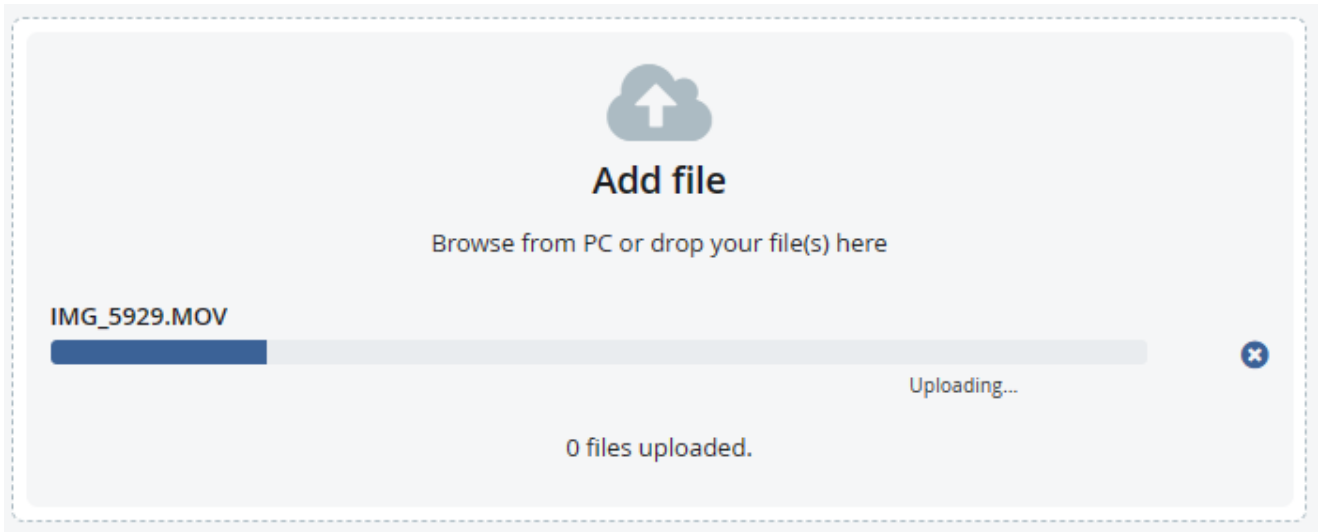 Add file
Browse from PC or drop your file(s) here
IMG_5929.MOV
Uploading...
0 files uploaded.